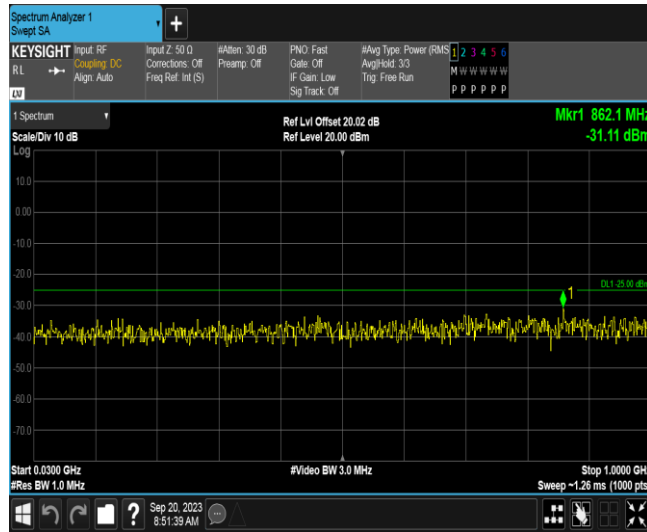 Spectrum Analyzer 1
Swept SA
+
KEYSIGHT
RL
LXI
Input: RF
Coupling: DC
Align: Auto
Input Z: 50 Ω
Corrections: Off
Freq Ref: Int (S)
#Atten: 30 dB
Preamp: Off
PNO: Fast
Gate: Off
IF Gain: Low
Sig Track: Off
#Avg Type: Power (RMS
Avg|Hold: 3/3
Trig: Free Run
1 2 3 4 5 6
M W W W W W
P P P P P P
1 Spectrum
Scale/Div 10 dB
Log
Ref Lvl Offset 20.02 dB
Ref Level 20.00 dBm
Mkr1 862.1 MHz
-31.11 dBm
10.0
0.00
-10.0
-20.0
-30.0
-40.0
-50.0
-60.0
-70.0
DL1 -25.00 dBm
1
Start 0.0300 GHz
#Res BW 1.0 MHz
#Video BW 3.0 MHz
Stop 1.0000 GHz
Sweep ~1.26 ms (1000 pts)
?
Sep 20, 2023
8:51:39 AM